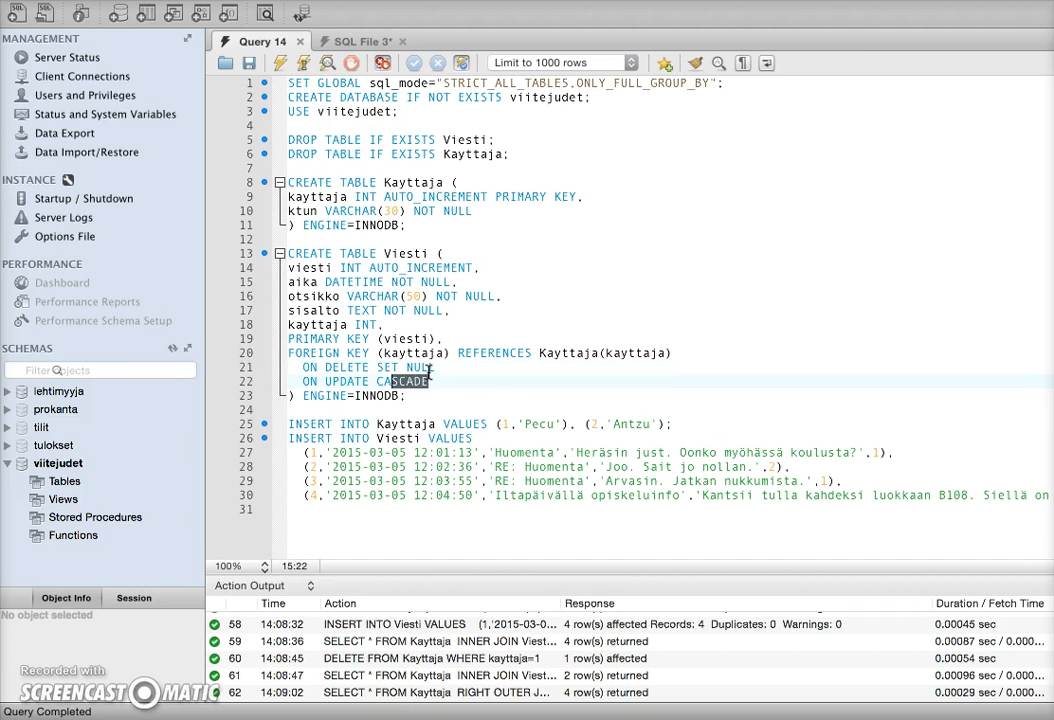 MANAGEMENT
Server Status
Client Connections
Users and Privileges
Status and System Variables
Data Export
Data Import/Restore
INSTANCE
Startup / Shutdown
Server Logs
Options File
PERFORMANCE
Dashboard
Performance Reports
Performance Schema Setup
SCHEMAS
Filter objects
lehtimyyja
prokanta
tilit
tulokset
viitejudet
Tables
Views
Stored Procedures
Functions
Object Info Session
No object selected
Recorded with
SCREENCAST-O-MATIC
Query Completed
Query 14 SQL File 3*
Limit to 1000 rows
1 SET GLOBAL sql_mode="STRICT_ALL_TABLES,ONLY_FULL_GROUP_BY";
2 CREATE DATABASE IF NOT EXISTS viitejudet;
3 USE viitejudet;
4
5 DROP TABLE IF EXISTS Viesti;
6 DROP TABLE IF EXISTS Kayttaja;
7
8 CREATE TABLE Kayttaja (
9 kayttaja INT AUTO_INCREMENT PRIMARY KEY,
10 ktun VARCHAR(30) NOT NULL
11 ) ENGINE=INNODB;
12
13 CREATE TABLE Viesti (
14 viesti INT AUTO_INCREMENT,
15 aika DATETIME NOT NULL,
16 otsikko VARCHAR(50) NOT NULL,
17 sisalto TEXT NOT NULL,
18 kayttaja INT,
19 PRIMARY KEY (viesti),
20 FOREIGN KEY (kayttaja) REFERENCES Kayttaja(kayttaja)
21 ON DELETE SET NULL
22 ON UPDATE CASCADE
23 ) ENGINE=INNODB;
24
25 INSERT INTO Kayttaja VALUES (1,'Pecu'), (2,'Antzu');
26 INSERT INTO Viesti VALUES
27 (1,'2015-03-05 12:01:13','Huomenta','Heräsin just. Oonko myöhässä koulusta?',1),
28 (2,'2015-03-05 12:02:36','RE: Huomenta','Joo. Sait jo nollan.',2),
29 (3,'2015-03-05 12:03:55','RE: Huomenta','Arvasin. Jatkan nukkumista.',1),
30 (4,'2015-03-05 12:04:50','Iltapäivällä opiskeluinfo','Kantsii tulla kahdeksi luokkaan B108. Siellä on
31
100% 15:22
Action Output
Time Action Response Duration / Fetch Time
58 14:08:32 INSERT INTO Viesti VALUES (1,'2015-03-0... 4 row(s) affected Records: 4 Duplicates: 0 Warnings: 0 0.00045 sec
59 14:08:36 SELECT * FROM Kayttaja INNER JOIN Viest... 4 row(s) returned 0.00087 sec / 0.000...
60 14:08:45 DELETE FROM Kayttaja WHERE kayttaja=1 1 row(s) affected 0.00054 sec
61 14:08:47 SELECT * FROM Kayttaja INNER JOIN Viest... 2 row(s) returned 0.00096 sec / 0.000...
62 14:09:02 SELECT * FROM Kayttaja RIGHT OUTER J... 4 row(s) returned 0.00029 sec / 0.000...